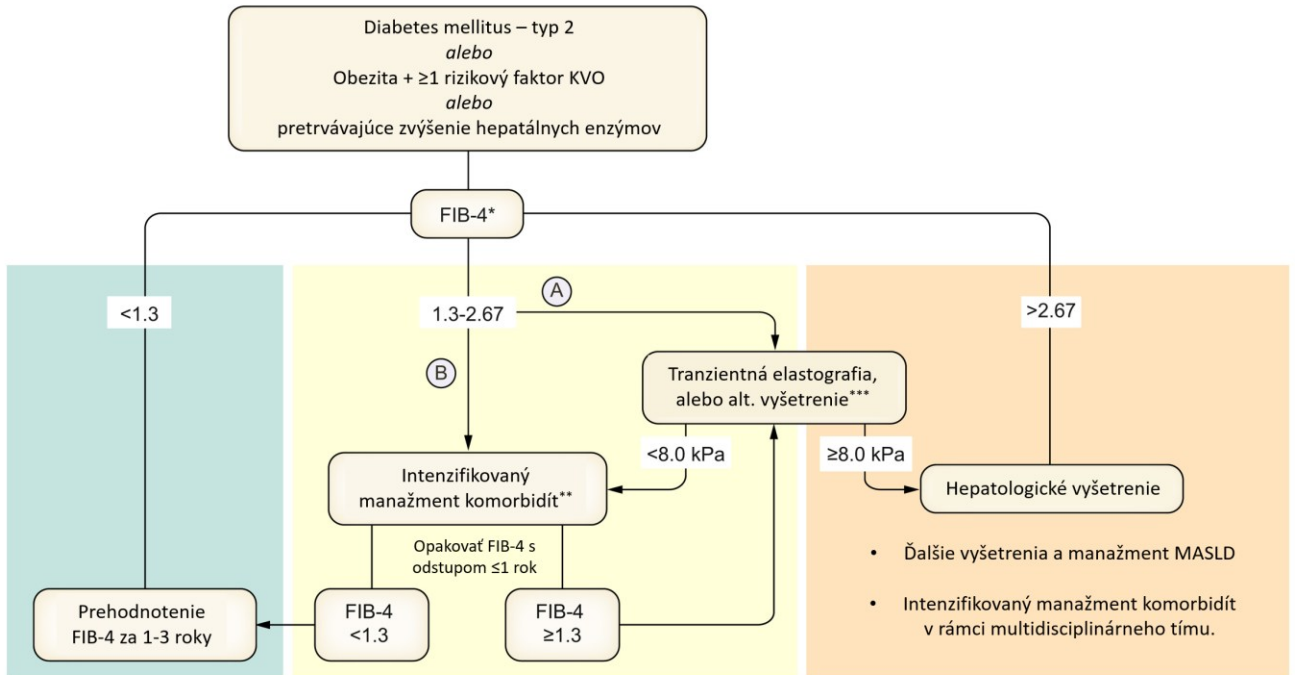 Diabetes mellitus – typ 2
alebo
Obezita + ≥1 rizikový faktor KVO
alebo
pretrvávajúce zvýšenie hepatálnych enzýmov
FIB-4*
<1.3
1.3-2.67
A
>2.67
B
Tranzientná elastografia,
alebo alt. vyšetrenie***
<8.0 kPa
≥8.0 kPa
Intenzifikovaný
manažment komorbidít**
Hepatologické vyšetrenie
Opakovať FIB-4 s
odstupom ≤1 rok
• Ďalšie vyšetrenia a manažment MASLD
• Intenzifikovaný manažment komorbidít
v rámci multidisciplinárneho tímu.
Prehodnotenie
FIB-4 za 1-3 roky
FIB-4
<1.3
FIB-4
≥1.3